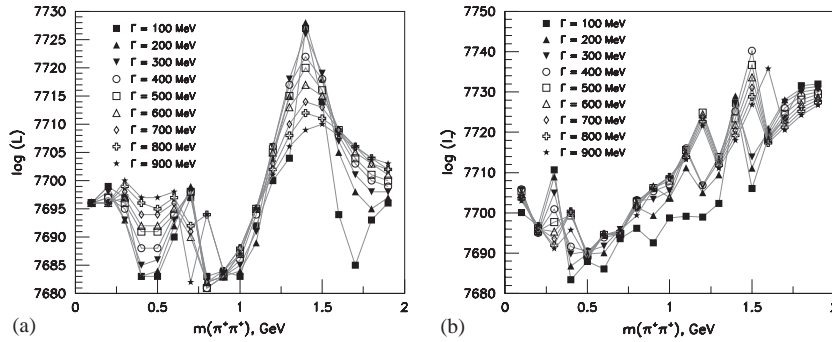 log (L)
7730
7725
7720
7715
7710
7705
7700
7695
7690
7685
7680
Γ = 100 MeV
Γ = 200 MeV
Γ = 300 MeV
Γ = 400 MeV
Γ = 500 MeV
Γ = 600 MeV
Γ = 700 MeV
Γ = 800 MeV
Γ = 900 MeV
0 0.5 1 1.5 2
m(π⁺π⁺), GeV
(a)
log (L)
7750
7740
7730
7720
7710
7700
7690
7680
Γ = 100 MeV
Γ = 200 MeV
Γ = 300 MeV
Γ = 400 MeV
Γ = 500 MeV
Γ = 600 MeV
Γ = 700 MeV
Γ = 800 MeV
Γ = 900 MeV
0 0.5 1 1.5 2
m(π⁺π⁺), GeV
(b)